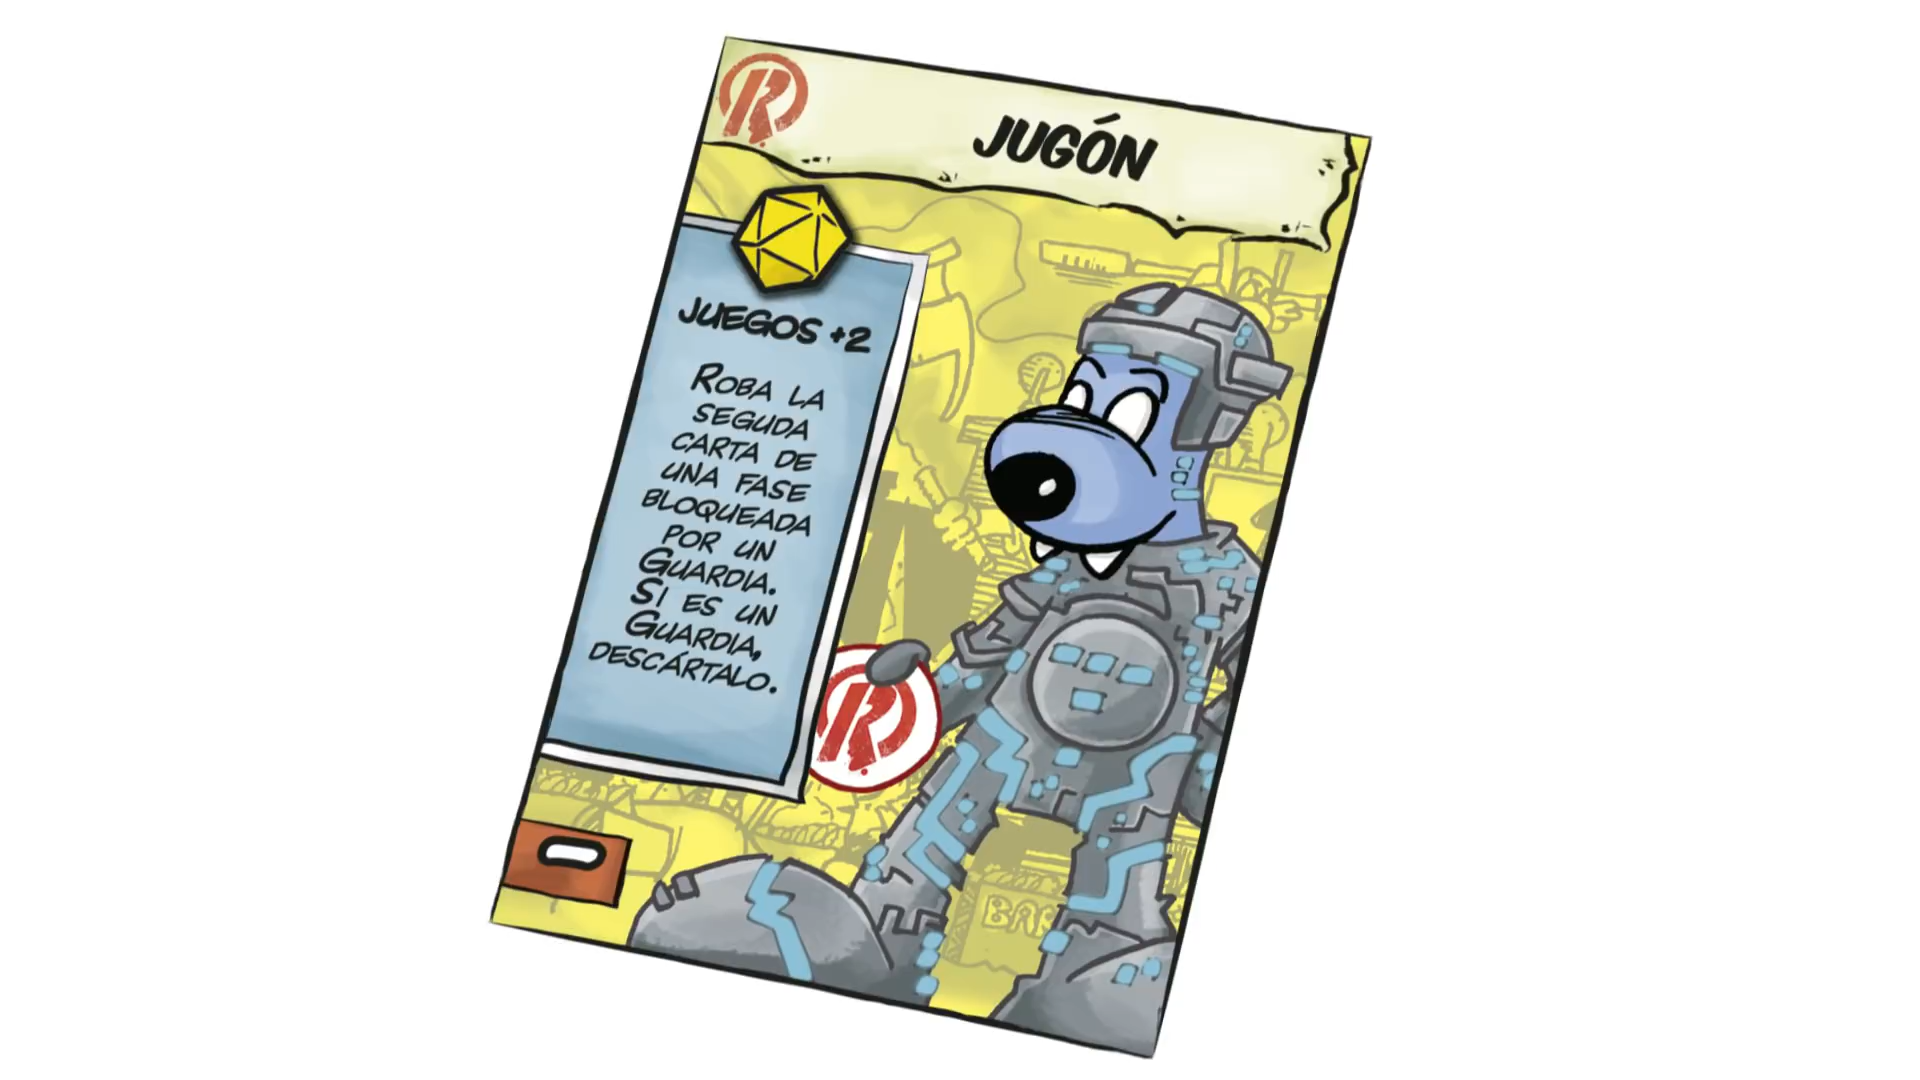 R
JUGÓN
JUEGOS +2
ROBA LA
SEGUDA
CARTA DE
UNA FASE
BLOQUEADA
POR UN
GUARDIA.
SI ES UN
GUARDIA,
DESCÁRTALO.
R